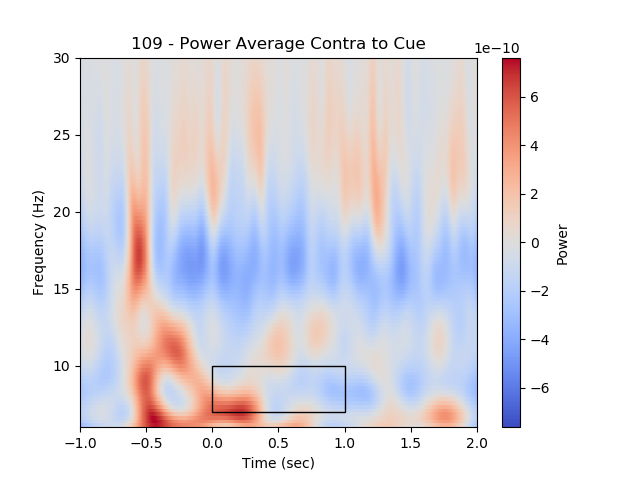 109 - Power Average Contra to Cue
1e−10
30
25
20
15
10
Frequency (Hz)
−1.0 −0.5 0.0 0.5 1.0 1.5 2.0
Time (sec)
6
4
2
0
−2
−4
−6
Power